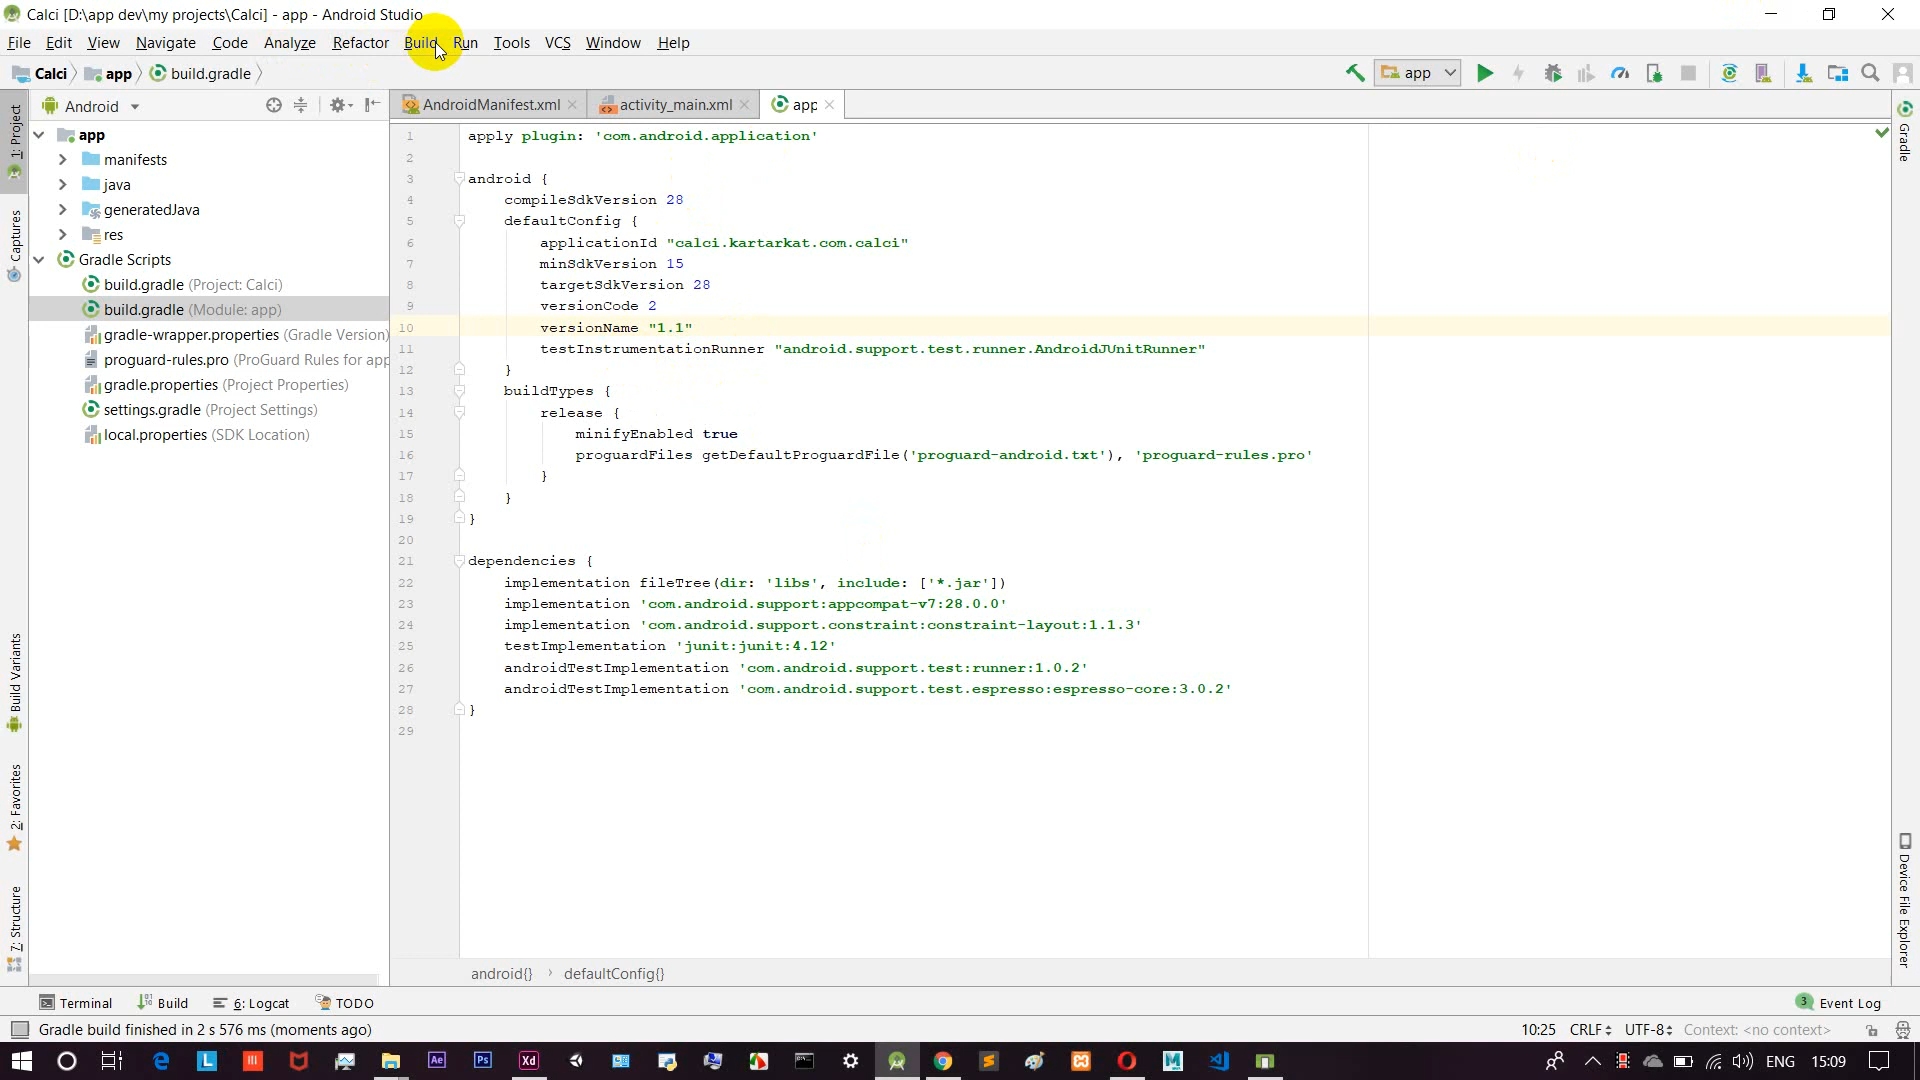 Calci [D:\app dev\my projects\Calci] - app - Android Studio
File Edit View Navigate Code Analyze Refactor Build Run Tools VCS Window Help
Calci app build.gradle
app
Android
AndroidManifest.xml activity_main.xml app
1: Project
Captures
Build Variants
2: Favorites
7: Structure
app
manifests
java
generatedJava
res
Gradle Scripts
build.gradle (Project: Calci)
build.gradle (Module: app)
gradle-wrapper.properties (Gradle Version)
proguard-rules.pro (ProGuard Rules for app
gradle.properties (Project Properties)
settings.gradle (Project Settings)
local.properties (SDK Location)
1 apply plugin: 'com.android.application'
2
3 android {
4 compileSdkVersion 28
5 defaultConfig {
6 applicationId "calci.kartarkat.com.calci"
7 minSdkVersion 15
8 targetSdkVersion 28
9 versionCode 2
10 versionName "1.1"
11 testInstrumentationRunner "android.support.test.runner.AndroidJUnitRunner"
12 }
13 buildTypes {
14 release {
15 minifyEnabled true
16 proguardFiles getDefaultProguardFile('proguard-android.txt'), 'proguard-rules.pro'
17 }
18 }
19 }
20
21 dependencies {
22 implementation fileTree(dir: 'libs', include: ['*.jar'])
23 implementation 'com.android.support:appcompat-v7:28.0.0'
24 implementation 'com.android.support.constraint:constraint-layout:1.1.3'
25 testImplementation 'junit:junit:4.12'
26 androidTestImplementation 'com.android.support.test:runner:1.0.2'
27 androidTestImplementation 'com.android.support.test.espresso:espresso-core:3.0.2'
28 }
29
Gradle
Device File Explorer
android{} › defaultConfig{}
Terminal Build 6: Logcat TODO
3 Event Log
Gradle build finished in 2 s 576 ms (moments ago)
10:25 CRLF UTF-8 Context: <no context>
L Ae Ps Xd M ENG 15:09